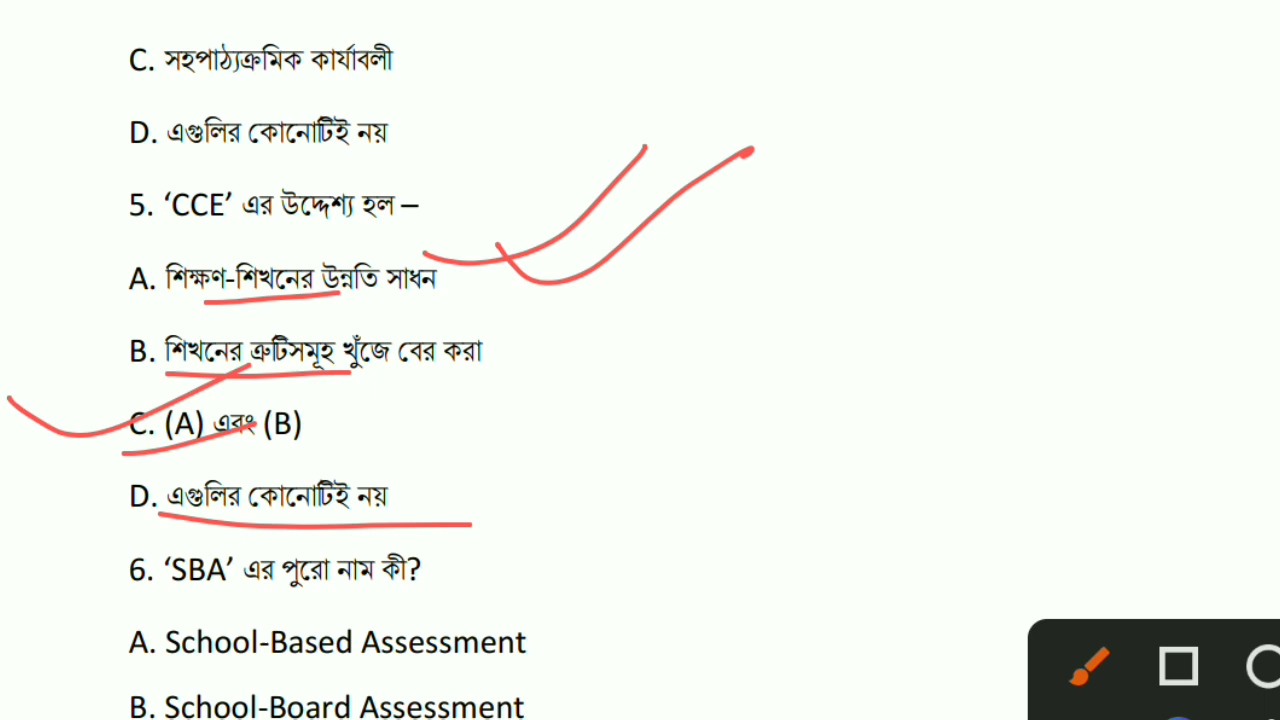 C. সহপাঠ্যক্রমিক কার্যাবলী
D. এগুলির কোনোটিই নয়
5. ‘CCE’ এর উদ্দেশ্য হল –
A. শিক্ষণ-শিখনের উন্নতি সাধন
B. শিখনের ত্রুটিসমূহ খুঁজে বের করা
C. (A) এবং (B)
D. এগুলির কোনোটিই নয়
6. ‘SBA’ এর পুরো নাম কী?
A. School-Based Assessment
B. School-Board Assessment